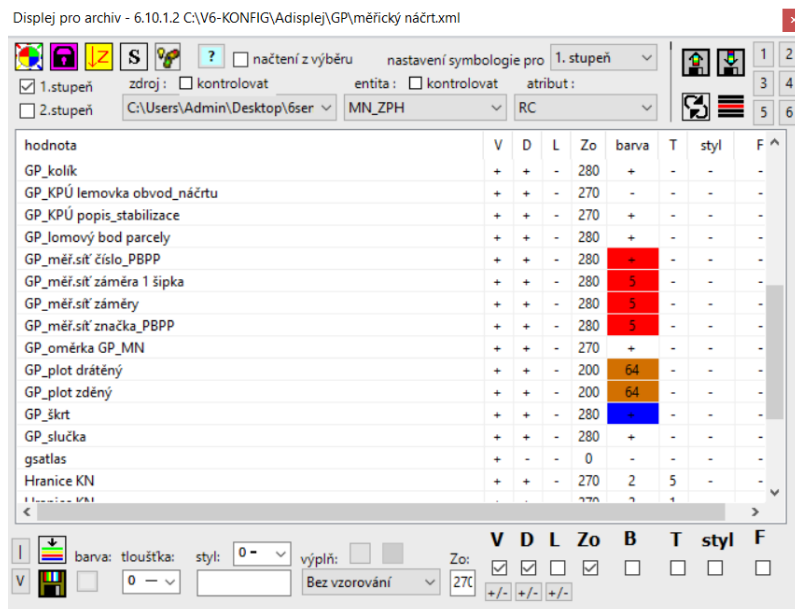 Displej pro archiv - 6.10.1.2 C:\V6-KONFIG\Adisplej\GP\měřický náčrt.xml
S ? načtení z výběru nastavení symbologie pro 1. stupeň 1 2
1.stupeň zdroj : kontrolovat entita : kontrolovat atribut : 3 4
2.stupeň C:\Users\Admin\Desktop\6ser MN_ZPH RC 5 6
hodnota V D L Zo barva T styl F
GP_kolík + + - 280 + - - -
GP_KPÚ lemovka obvod_náčrtu + + - 270 - - - -
GP_KPÚ popis_stabilizace + + - 270 + - - -
GP_lomový bod parcely + + - 280 + - - -
GP_měř.síť číslo_PBPP + + - 280 + - - -
GP_měř.síť záměra 1 šipka + + - 280 5 - - -
GP_měř.síť záměry + + - 280 5 - - -
GP_měř.síť značka_PBPP + + - 280 5 - - -
GP_oměrka GP_MN + + - 270 + - - -
GP_plot drátěný + + - 200 64 - - -
GP_plot zděný + + - 200 64 - - -
GP_škrt + + - 280 + - - -
GP_slučka + + - 280 + - - -
gsatlas + - - 0 - - - -
Hranice KN + + - 270 2 5 - -
V D L Zo B T styl F
| barva: tloušťka: styl: 0 výplň: Zo:
V 0 Bez vzorování 270
+/- +/- +/-